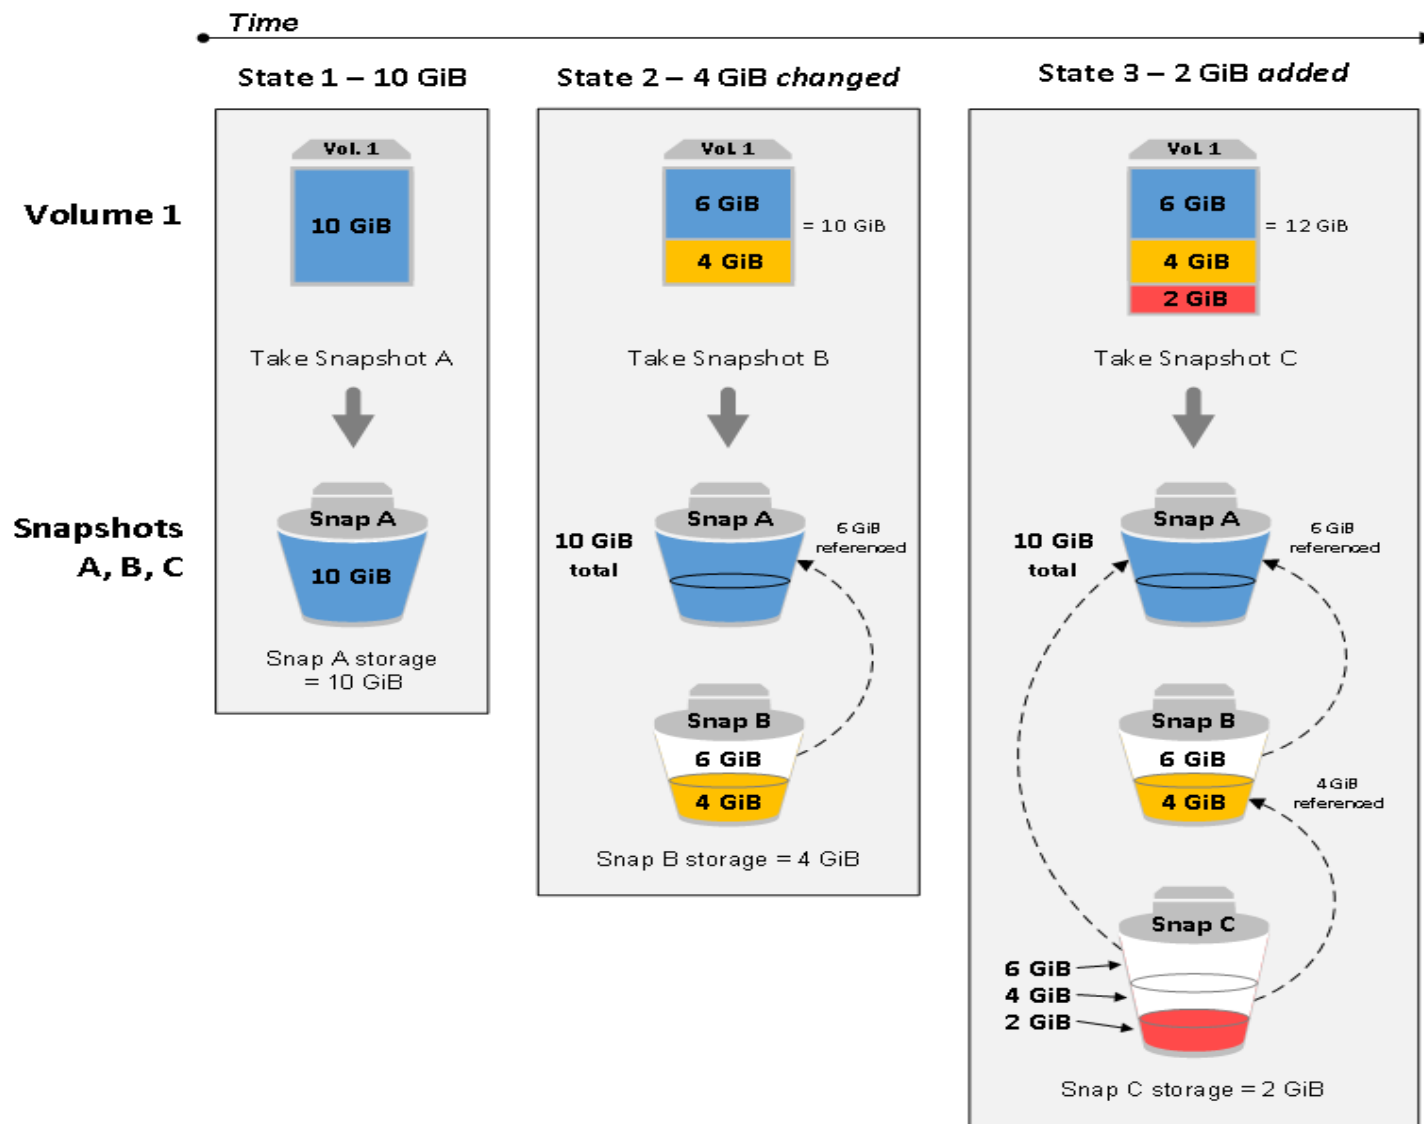 Time
State 1 – 10 GiB
State 2 – 4 GiB changed
State 3 – 2 GiB added
Volume 1
Vol. 1
10 GiB
Vol. 1
6 GiB
4 GiB
= 10 GiB
Vol. 1
6 GiB
4 GiB
2 GiB
= 12 GiB
Take Snapshot A
Take Snapshot B
Take Snapshot C
Snapshots
A, B, C
Snap A
10 GiB
Snap A storage
= 10 GiB
Snap A
10 GiB
total
6 GiB
referenced
Snap B
6 GiB
4 GiB
Snap B storage = 4 GiB
Snap A
10 GiB
total
6 GiB
referenced
Snap B
6 GiB
4 GiB
4 GiB
referenced
Snap C
6 GiB
4 GiB
2 GiB
Snap C storage = 2 GiB